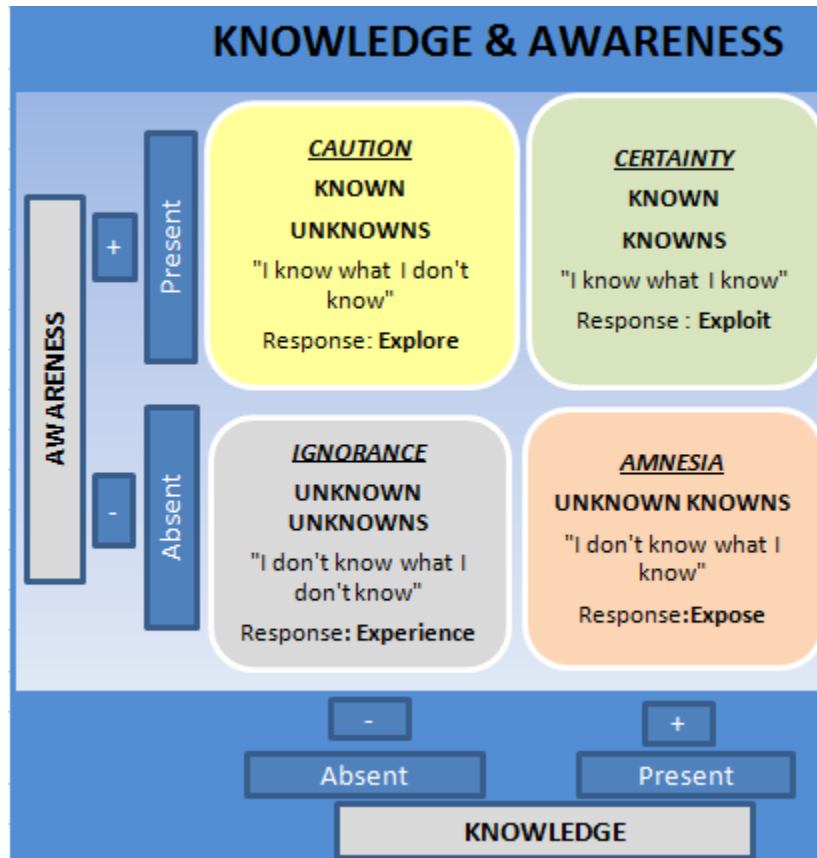 KNOWLEDGE & AWARENESS
AWARENESS
+
Present
CAUTION
KNOWN
UNKNOWNS
"I know what I don't
know"
Response: Explore
CERTAINTY
KNOWN
KNOWNS
"I know what I know"
Response : Exploit
-
Absent
IGNORANCE
UNKNOWN
UNKNOWNS
"I don't know what I
don't know"
Response: Experience
AMNESIA
UNKNOWN KNOWNS
"I don't know what I
know"
Response:Expose
-
+
Absent
Present
KNOWLEDGE